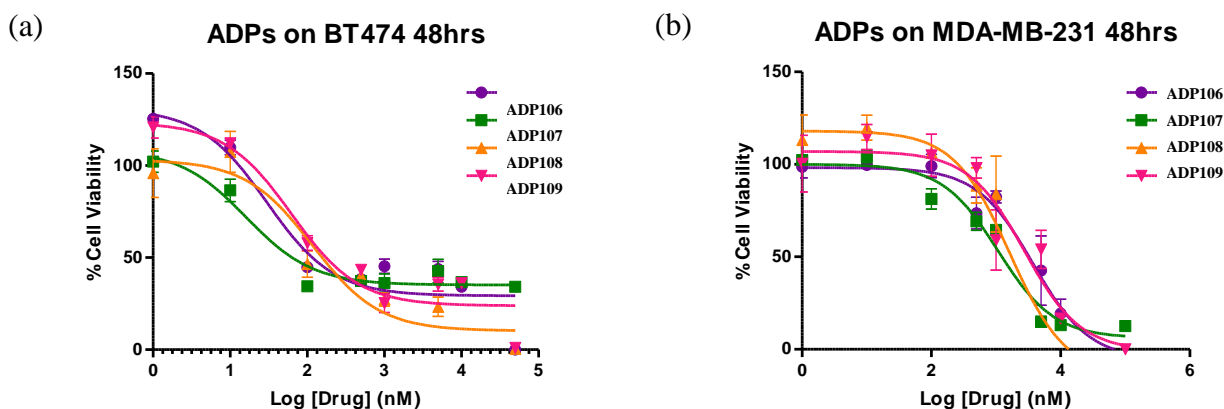 (a)
ADPs on BT474 48hrs
150
100
50
0
%Cell Viability
0 1 2 3 4 5
Log [Drug] (nM)
ADP106
ADP107
ADP108
ADP109
(b)
ADPs on MDA-MB-231 48hrs
150
100
50
0
%Cell Viability
0 2 4 6
Log [Drug] (nM)
ADP106
ADP107
ADP108
ADP109